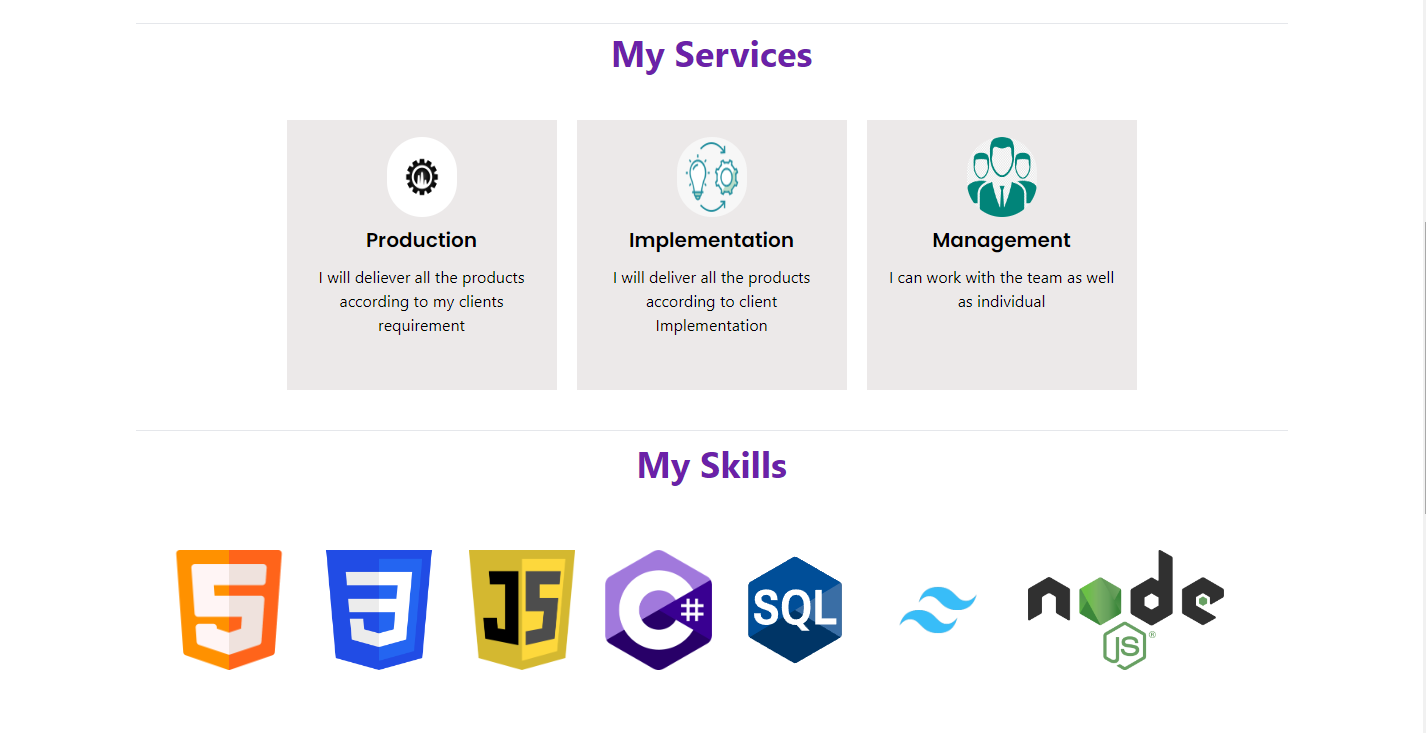 My Services
Production
I will deliever all the products
according to my clients
requirement
Implementation
I will deliver all the products
according to client
Implementation
Management
I can work with the team as well
as individual
My Skills
5
3
JS
C#
SQL
node
JS®